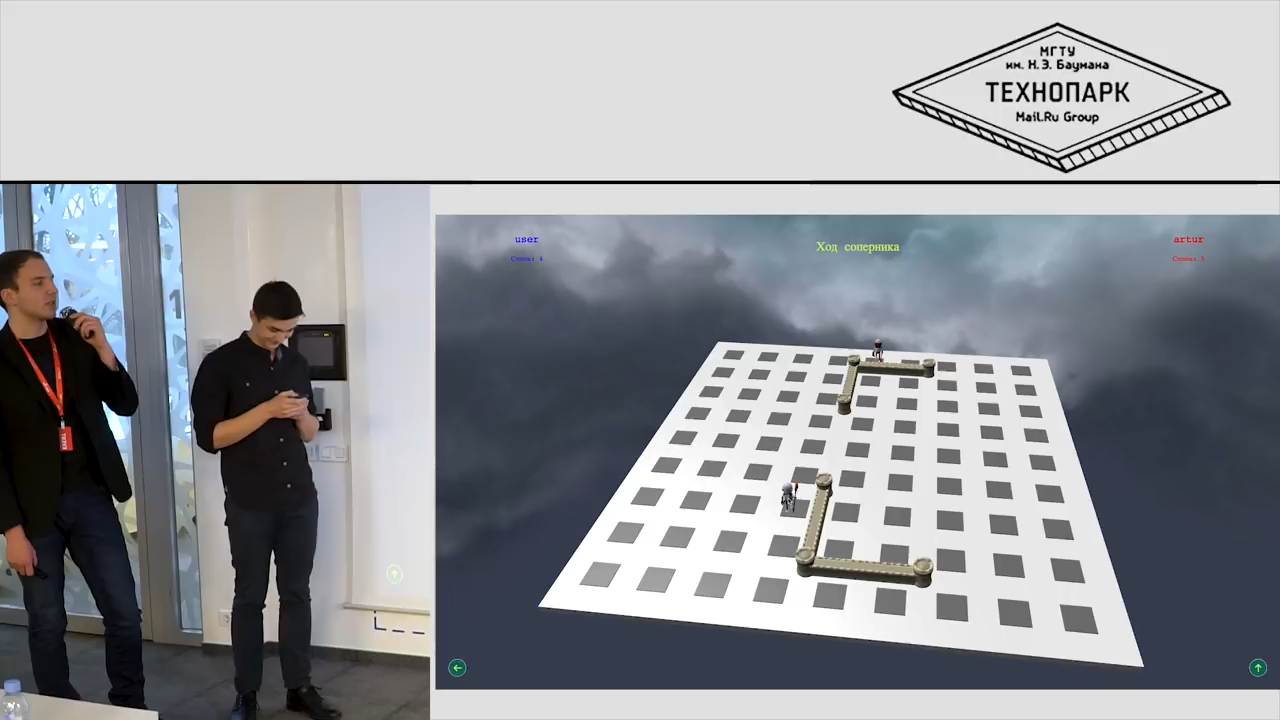 МГТУ
им. Н.Э. Баумана
ТЕХНОПАРК
Mail.Ru Group
user
Ход соперника
artur